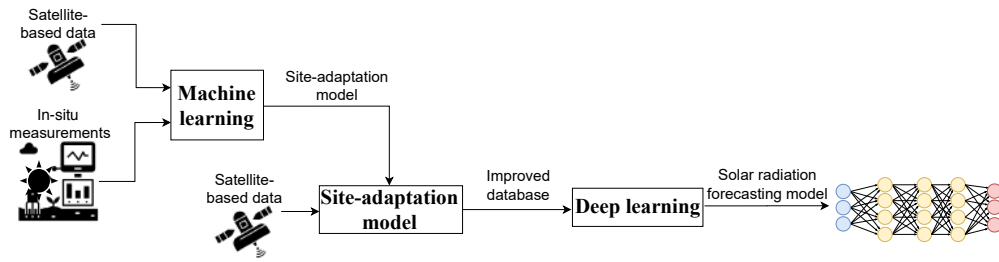 Satellite-
based data
In-situ
measurements
Machine
learning
Site-adaptation
model
Satellite-
based data
Site-adaptation
model
Improved
database
Deep learning
Solar radiation
forecasting model